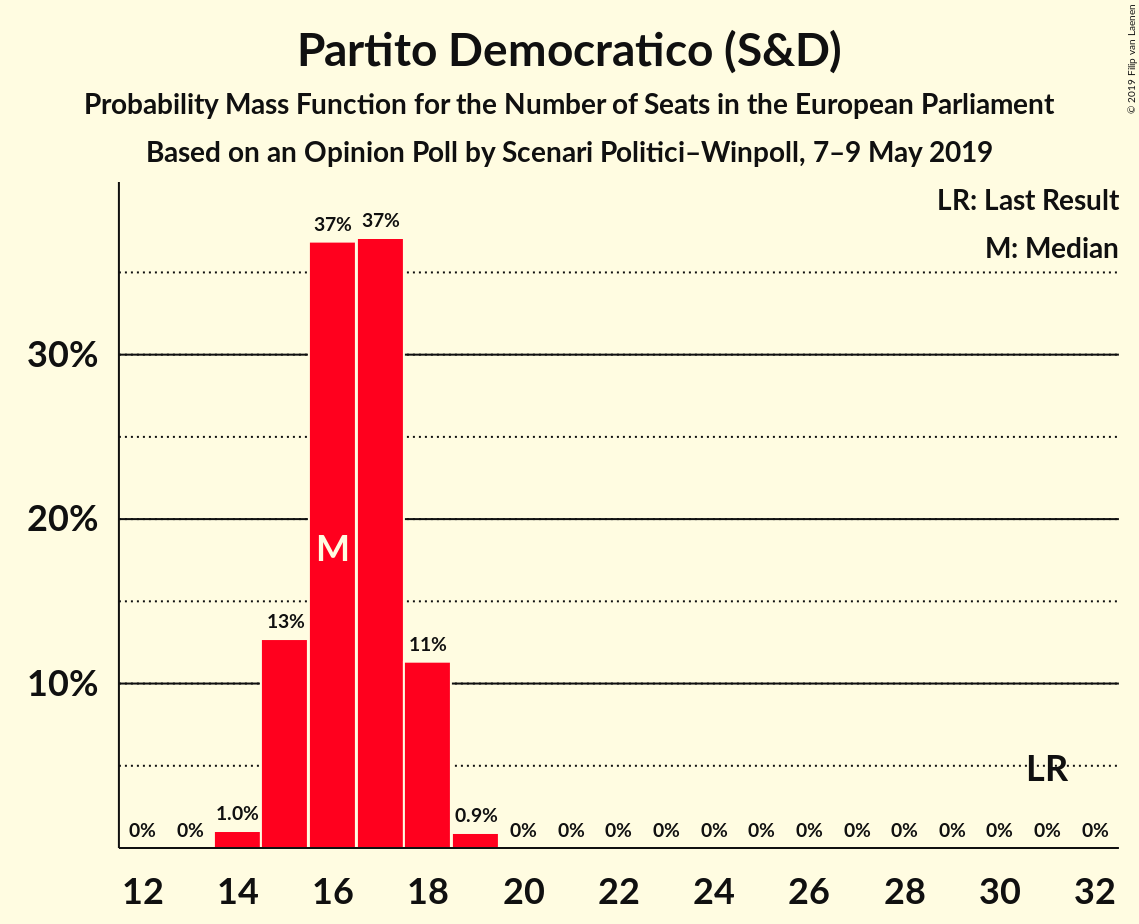 Partito Democratico (S&D)
Probability Mass Function for the Number of Seats in the European Parliament
Based on an Opinion Poll by Scenari Politici–Winpoll, 7–9 May 2019
© 2019 Filip van Laenen
LR: Last Result
M: Median
37% 37%
30%
20%
M
13%
11%
10%
LR
0% 0% 1.0% 0.9% 0% 0% 0% 0% 0% 0% 0% 0% 0% 0% 0% 0% 0%
12 14 16 18 20 22 24 26 28 30 32